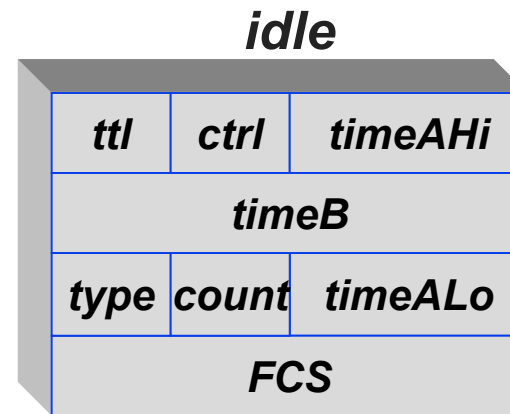 idle
ttl ctrl timeAHi
timeB
type count timeALo
FCS